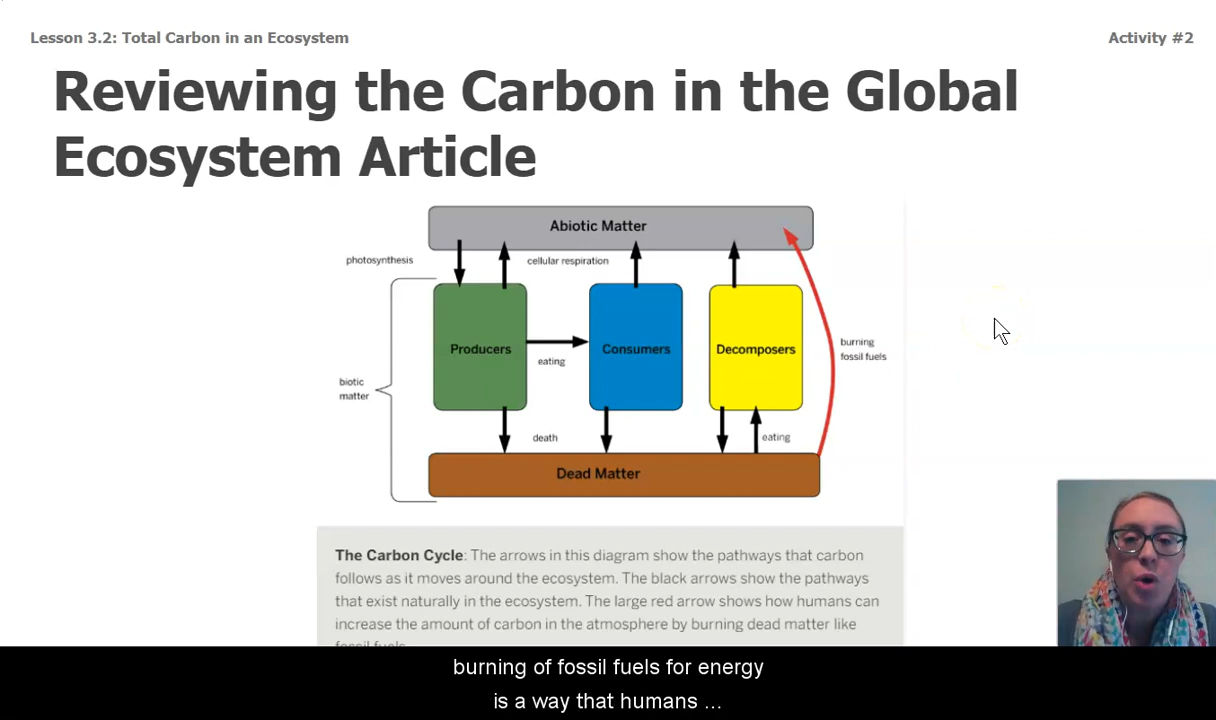 Lesson 3.2: Total Carbon in an Ecosystem
Activity #2
Reviewing the Carbon in the Global
Ecosystem Article
Abiotic Matter
photosynthesis
cellular respiration
Producers
Consumers
Decomposers
burning
fossil fuels
eating
biotic
matter
death
eating
Dead Matter
The Carbon Cycle: The arrows in this diagram show the pathways that carbon
follows as it moves around the ecosystem. The black arrows show the pathways
that exist naturally in the ecosystem. The large red arrow shows how humans can
increase the amount of carbon in the atmosphere by burning dead matter like
fossil fuels.
burning of fossil fuels for energy
is a way that humans ...